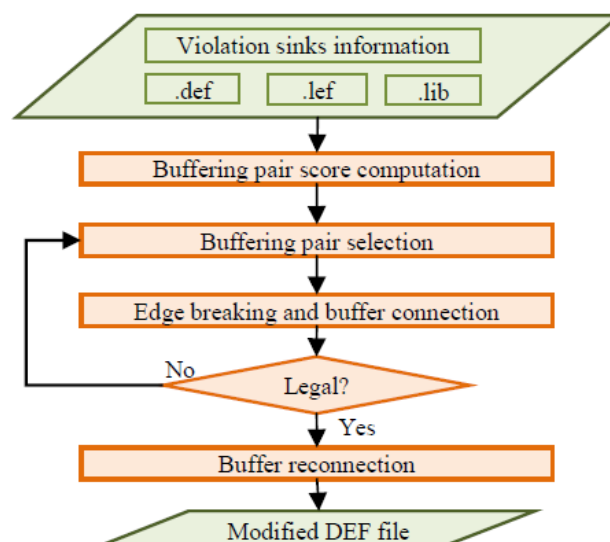 Violation sinks information
.def
.lef
.lib
Buffering pair score computation
Buffering pair selection
Edge breaking and buffer connection
No
Legal?
Yes
Buffer reconnection
Modified DEF file